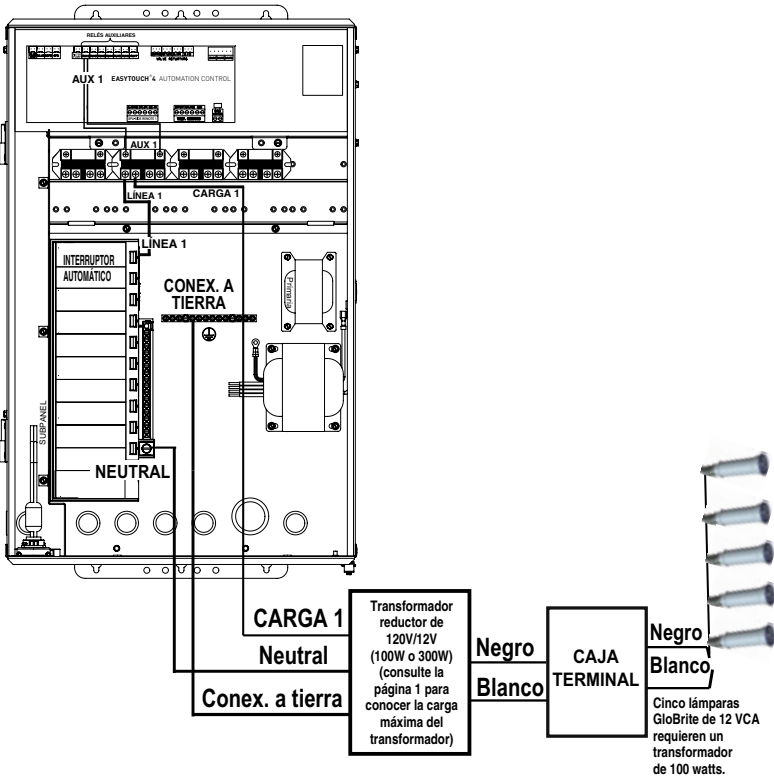 RELÉS AUXILIARES
VALVE ACTUATORS
AUX 1
EASYTOUCH®4 AUTOMATION CONTROL
AUX 1
LÍNEA 1
CARGA 1
LÍNEA 1
INTERRUPTOR
AUTOMÁTICO
CONEX. A
TIERRA
Primaria
SUBPANEL
NEUTRAL
CARGA 1
Neutral
Conex. a tierra
Transformador
reductor de
120V/12V
(100W o 300W)
(consulte la
página 1 para
conocer la carga
máxima del
transformador)
Negro
Blanco
CAJA
TERMINAL
Negro
Blanco
Cinco lámparas
GloBrite de 12 VCA
requieren un
transformador
de 100 watts.